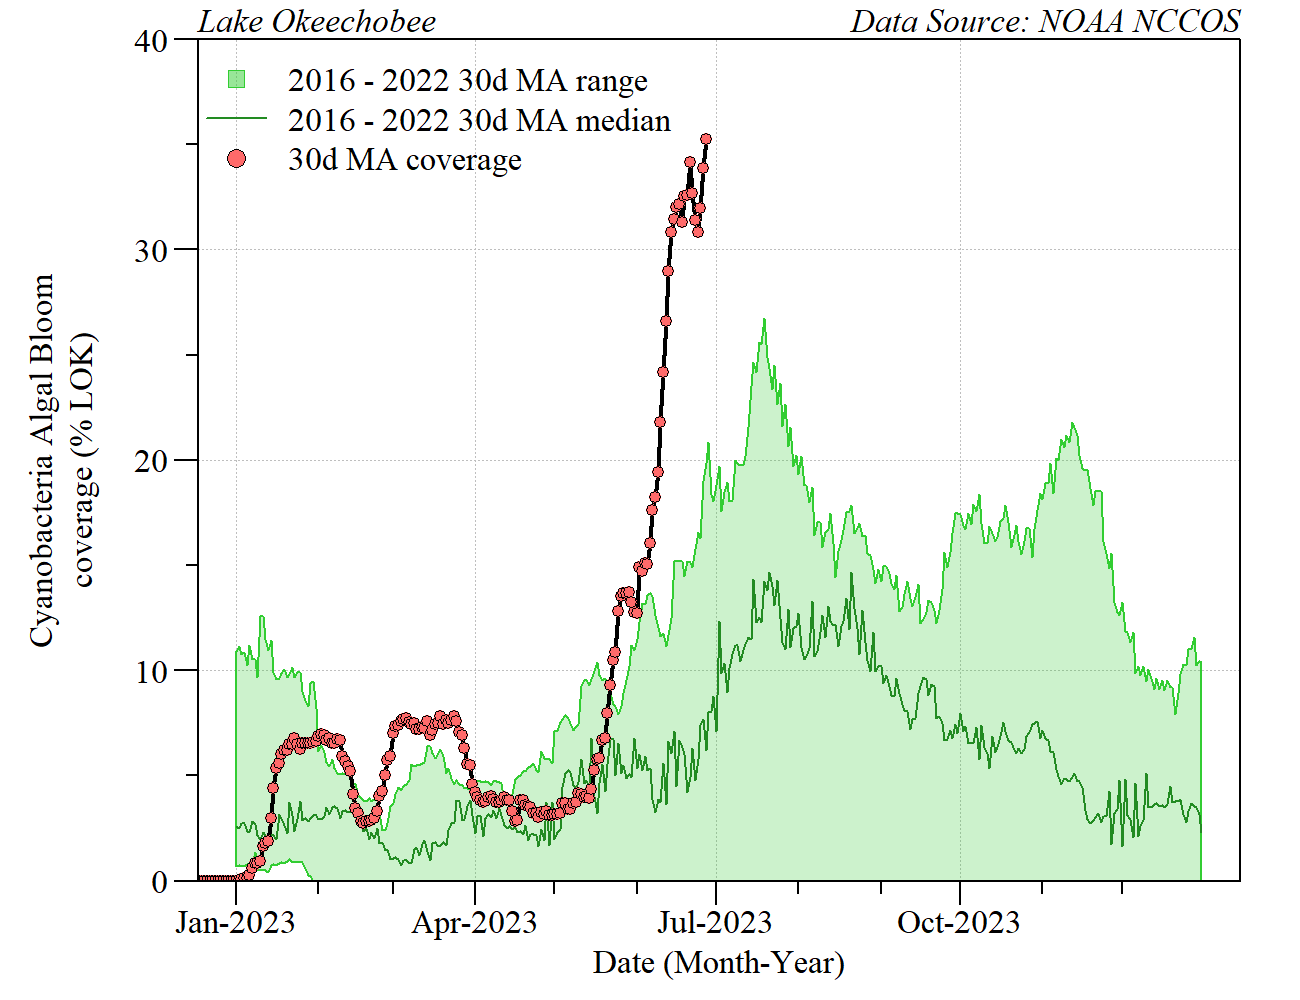 Lake Okeechobee
Data Source: NOAA NCCOS
2016 - 2022 30d MA range
2016 - 2022 30d MA median
30d MA coverage
40
30
20
10
0
Cyanobacteria Algal Bloom
coverage (% LOK)
Jan-2023
Apr-2023
Jul-2023
Oct-2023
Date (Month-Year)